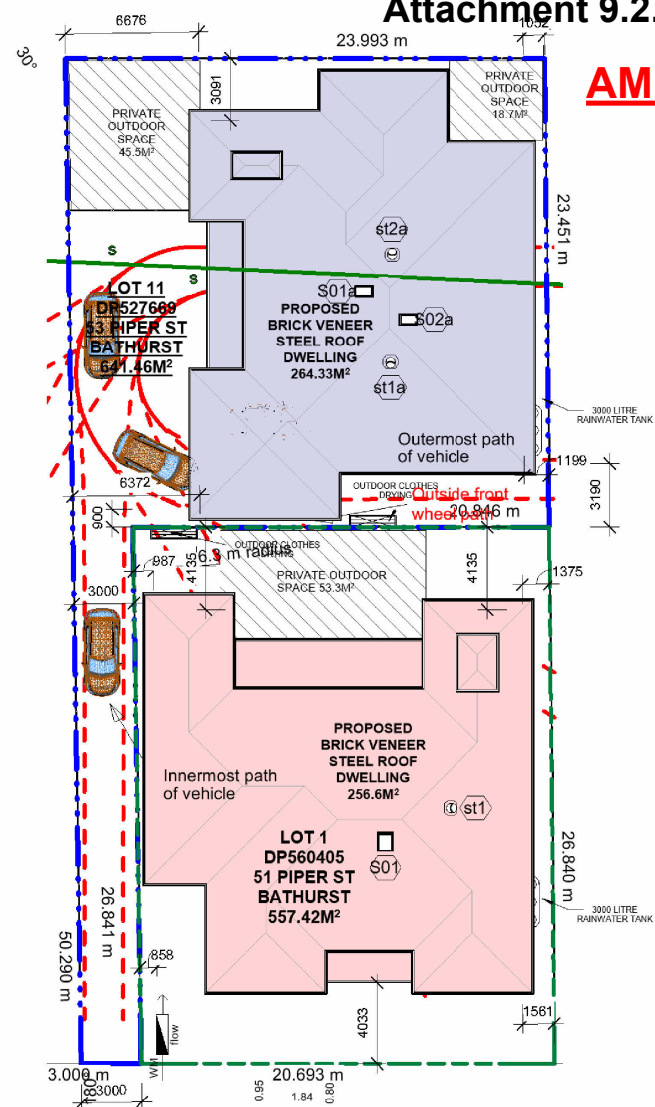 Attachment 9.2.
AM
6676
1052
23.993 m
30°
3091
PRIVATE
OUTDOOR
SPACE
45.5M²
PRIVATE
OUTDOOR
SPACE
18.7M²
23.451 m
st2a
S
S
LOT 11
DP527669
53 PIPER ST
BATHURST
641.46M²
S01a
S02a
PROPOSED
BRICK VENEER
STEEL ROOF
DWELLING
264.33M²
st1a
3000 LITRE
RAINWATER TANK
Outermost path
of vehicle
1199
6372
OUTDOOR CLOTHES
DRYING
Outside front
wheel path
20.846 m
3190
900
OUTDOOR CLOTHES
6.3 m radius
987
4135
PRIVATE OUTDOOR
SPACE 53.3M²
4135
1375
3000
PROPOSED
BRICK VENEER
STEEL ROOF
DWELLING
256.6M²
Innermost path
of vehicle
st1
LOT 1
DP560405
51 PIPER ST
BATHURST
557.42M²
S01
26.840 m
26.841 m
3000 LITRE
RAINWATER TANK
50.290 m
858
4033
1561
flow
WM
3.000 m
3000
180
20.693 m
0.95
1.84
0.80